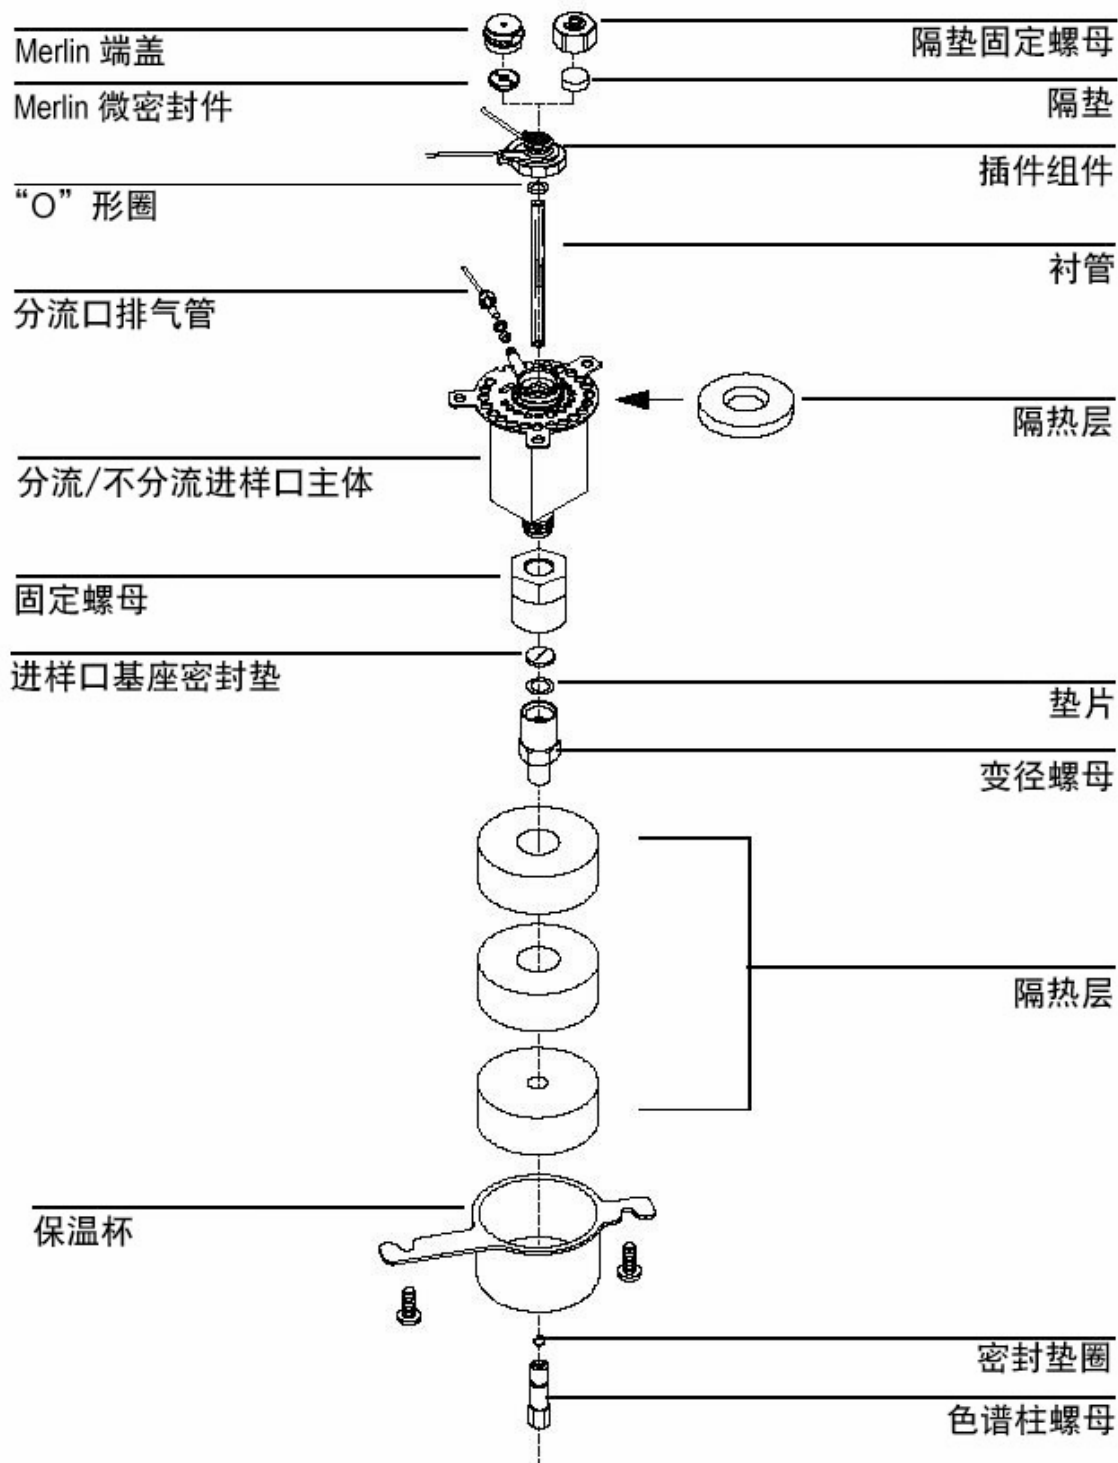 Merlin 端盖
隔垫固定螺母
Merlin 微密封件
隔垫
插件组件
“O” 形圈
衬管
分流口排气管
隔热层
分流/不分流进样口主体
固定螺母
进样口基座密封垫
垫片
变径螺母
隔热层
保温杯
密封垫圈
色谱柱螺母